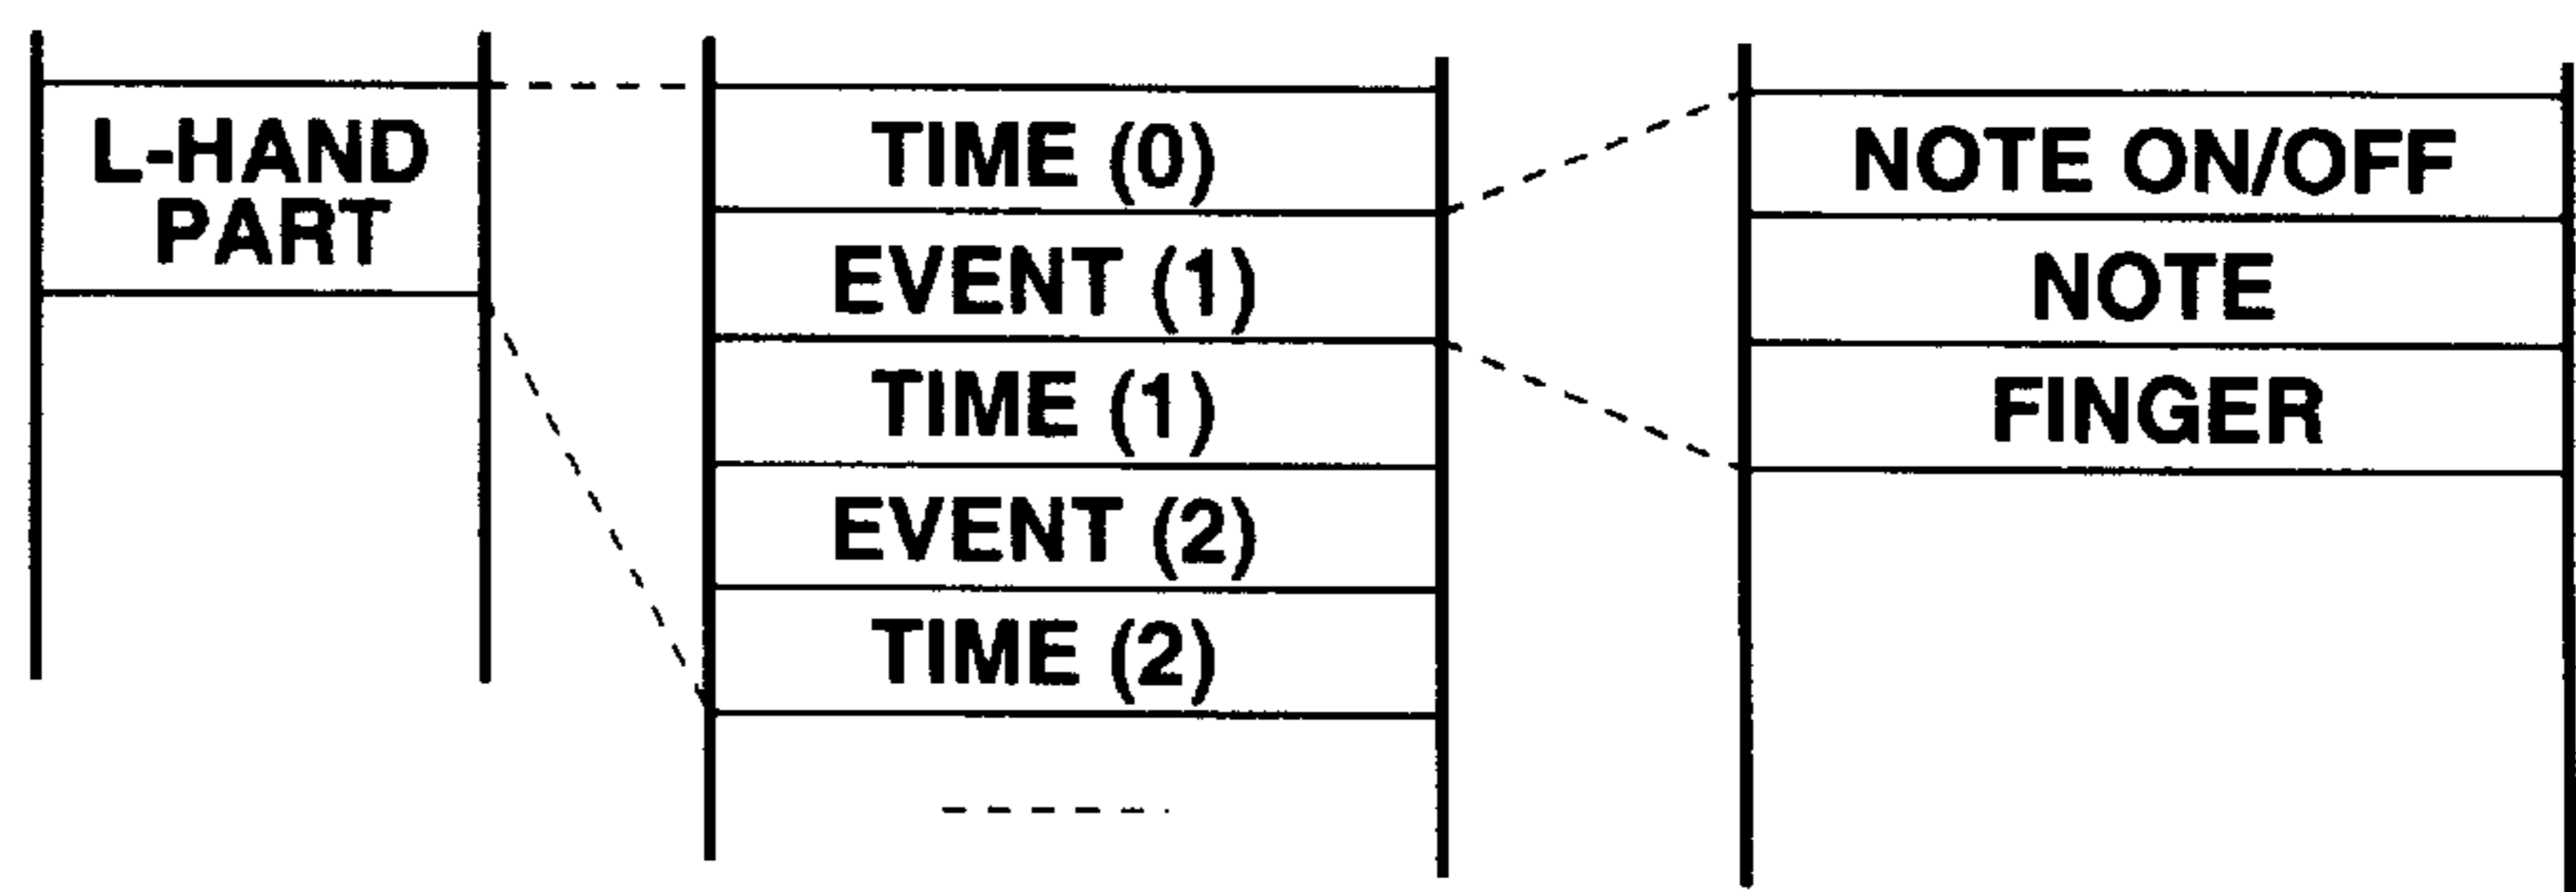 L-HAND
PART
TIME (0)
EVENT (1)
TIME (1)
EVENT (2)
TIME (2)
NOTE ON/OFF
NOTE
FINGER